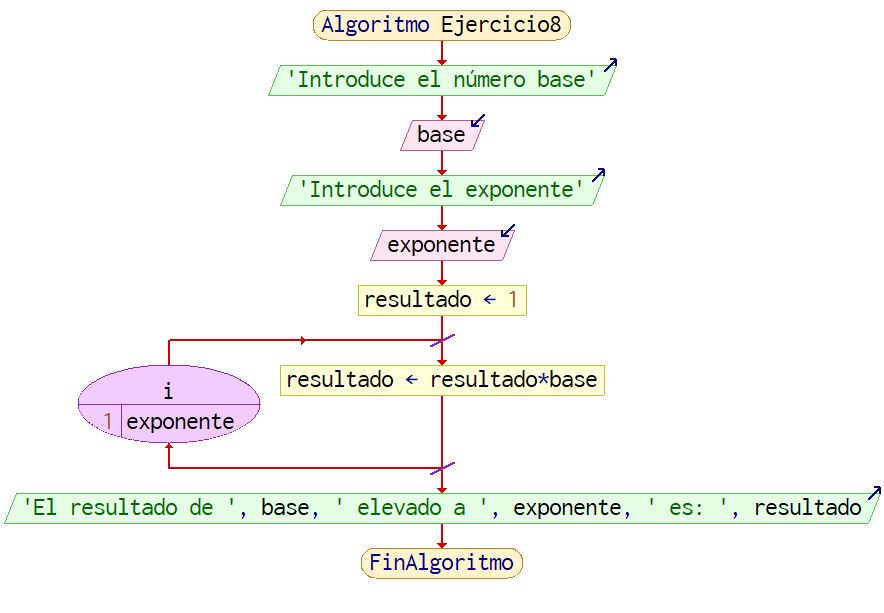 Algoritmo Ejercicio8
'Introduce el número base'
base
'Introduce el exponente'
exponente
resultado ← 1
i
1 exponente
resultado ← resultado*base
'El resultado de ', base, ' elevado a ', exponente, ' es: ', resultado
FinAlgoritmo